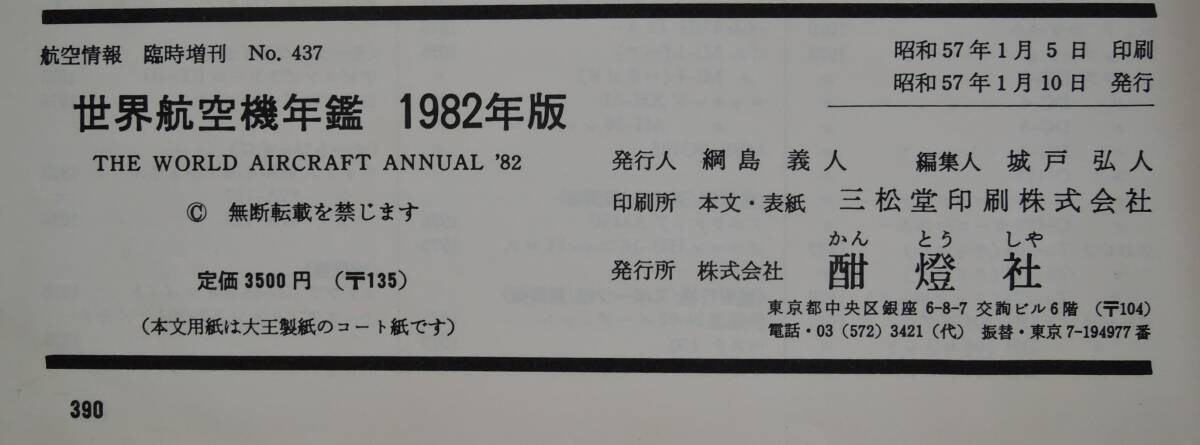 航空情報 臨時増刊 No. 437
世界航空機年鑑 1982年版
THE WORLD AIRCRAFT ANNUAL '82
© 無断転載を禁じます
定価 3500円 (〒135)
(本文用紙は大王製紙のコート紙です)
昭和57年1月5日 印刷
昭和57年1月10日 発行
発行人 綱島義人 編集人 城戸弘人
印刷所 本文・表紙 三松堂印刷株式会社
かん とう しや
発行所 株式会社 酣燈社
東京都中央区銀座 6-8-7 交詢ビル6階 (〒104)
電話・03 (572) 3421 (代) 振替・東京7-194977番
390